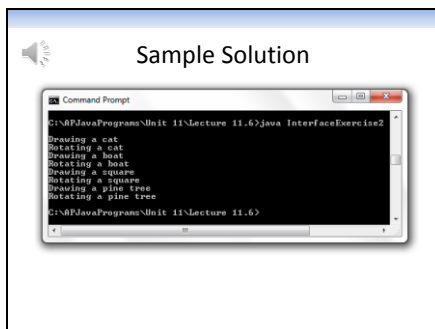 Sample Solution
Command Prompt
C:\APJavaPrograms\Unit 11\Lecture 11.6>java InterfaceExercise2
Drawing a cat
Rotating a cat
Drawing a boat
Rotating a boat
Drawing a square
Rotating a square
Drawing a pine tree
Rotating a pine tree
C:\APJavaPrograms\Unit 11\Lecture 11.6>